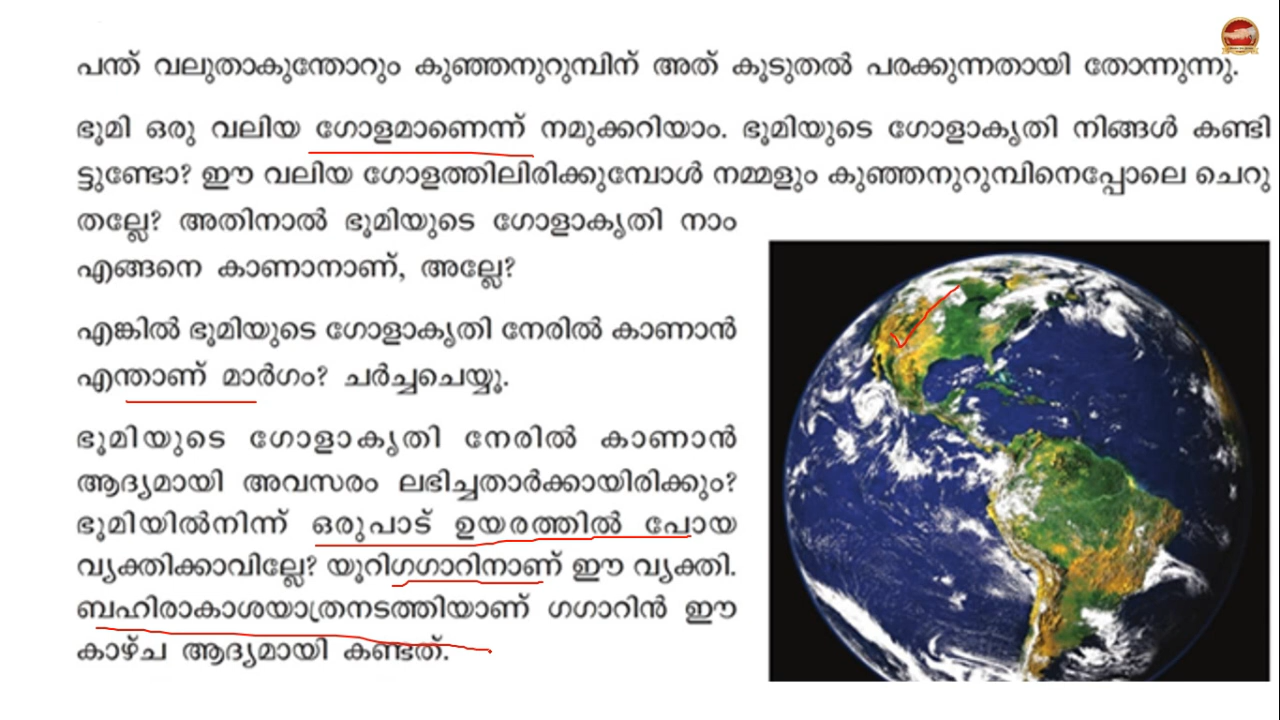 പന്ത് വലുതാകുന്തോറും കുഞ്ഞനുറുമ്പിന് അത് കൂടുതൽ പരക്കുന്നതായി തോന്നുന്നു.
ഭൂമി ഒരു വലിയ ഗോളമാണെന്ന് നമുക്കറിയാം. ഭൂമിയുടെ ഗോളാകൃതി നിങ്ങൾ കണ്ടി
ട്ടുണ്ടോ? ഈ വലിയ ഗോളത്തിലിരിക്കുമ്പോൾ നമ്മളും കുഞ്ഞനുറുമ്പിനെപ്പോലെ ചെറു
തല്ലേ? അതിനാൽ ഭൂമിയുടെ ഗോളാകൃതി നാം
എങ്ങനെ കാണാനാണ്, അല്ലേ?
എങ്കിൽ ഭൂമിയുടെ ഗോളാകൃതി നേരിൽ കാണാൻ
എന്താണ് മാർഗം? ചർച്ചചെയ്യൂ.
ഭൂമിയുടെ ഗോളാകൃതി നേരിൽ കാണാൻ
ആദ്യമായി അവസരം ലഭിച്ചതാർക്കായിരിക്കും?
ഭൂമിയിൽനിന്ന് ഒരുപാട് ഉയരത്തിൽ പോയ
വ്യക്തിക്കാവില്ലേ? യൂറിഗഗാറിനാണ് ഈ വ്യക്തി.
ബഹിരാകാശയാത്രനടത്തിയാണ് ഗഗാറിൻ ഈ
കാഴ്ച ആദ്യമായി കണ്ടത്.